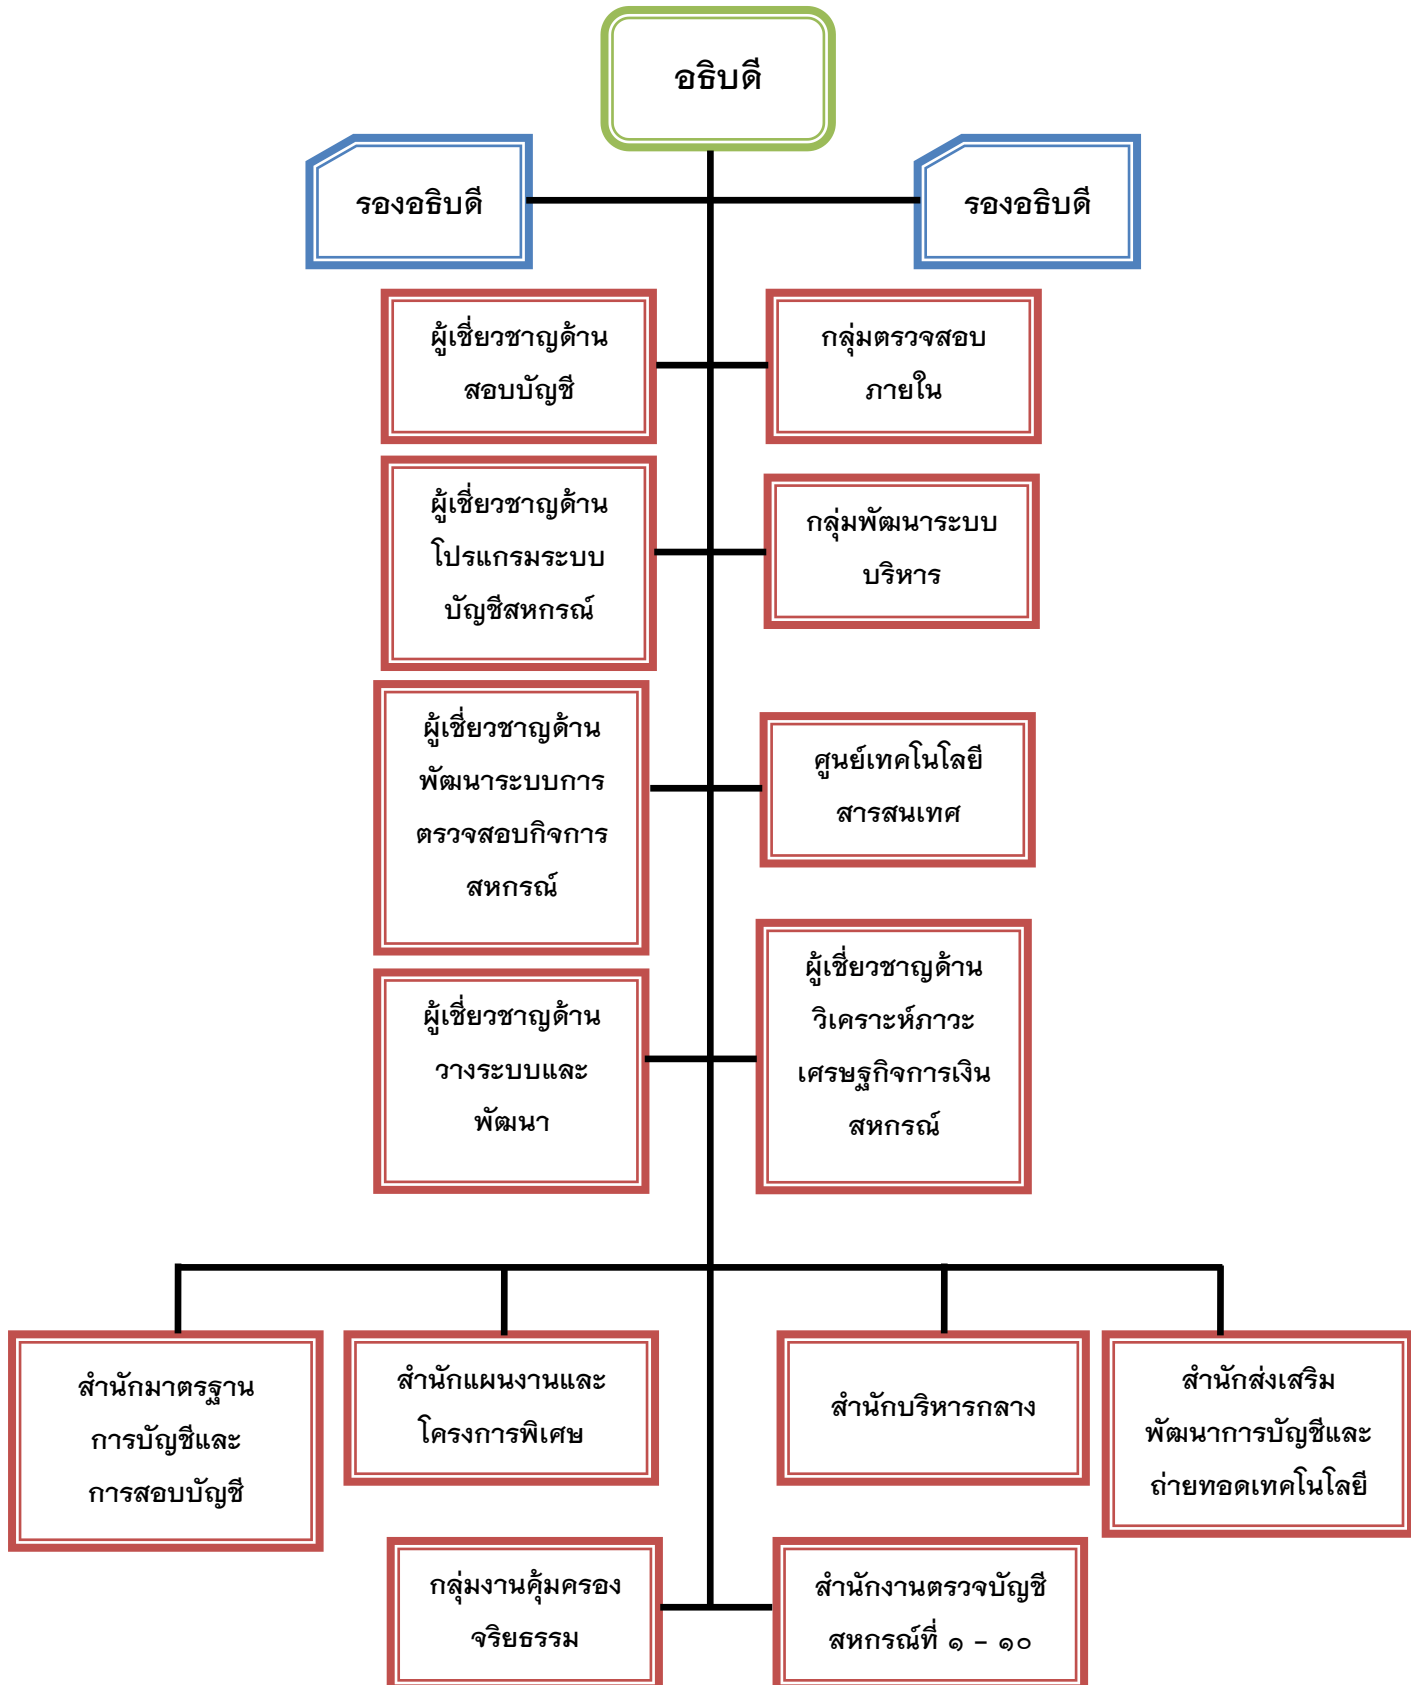 อธิบดี
รองอธิบดี
รองอธิบดี
ผู้เชี่ยวชาญด้าน
สอบบัญชี
กลุ่มตรวจสอบ
ภายใน
ผู้เชี่ยวชาญด้าน
โปรแกรมระบบ
บัญชีสหกรณ์
กลุ่มพัฒนาระบบ
บริหาร
ผู้เชี่ยวชาญด้าน
พัฒนาระบบการ
ตรวจสอบกิจการ
สหกรณ์
ศูนย์เทคโนโลยี
สารสนเทศ
ผู้เชี่ยวชาญด้าน
วางระบบและ
พัฒนา
ผู้เชี่ยวชาญด้าน
วิเคราะห์ภาวะ
เศรษฐกิจการเงิน
สหกรณ์
สำนักมาตรฐาน
การบัญชีและ
การสอบบัญชี
สำนักแผนงานและ
โครงการพิเศษ
สำนักบริหารกลาง
สำนักส่งเสริม
พัฒนาการบัญชีและ
ถ่ายทอดเทคโนโลยี
กลุ่มงานคุ้มครอง
จริยธรรม
สำนักงานตรวจบัญชี
สหกรณ์ที่ ๑ - ๑๐